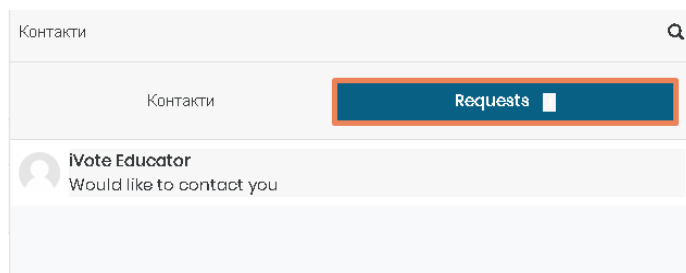 Контакти
Контакти
Requests
iVote Educator
Would like to contact you